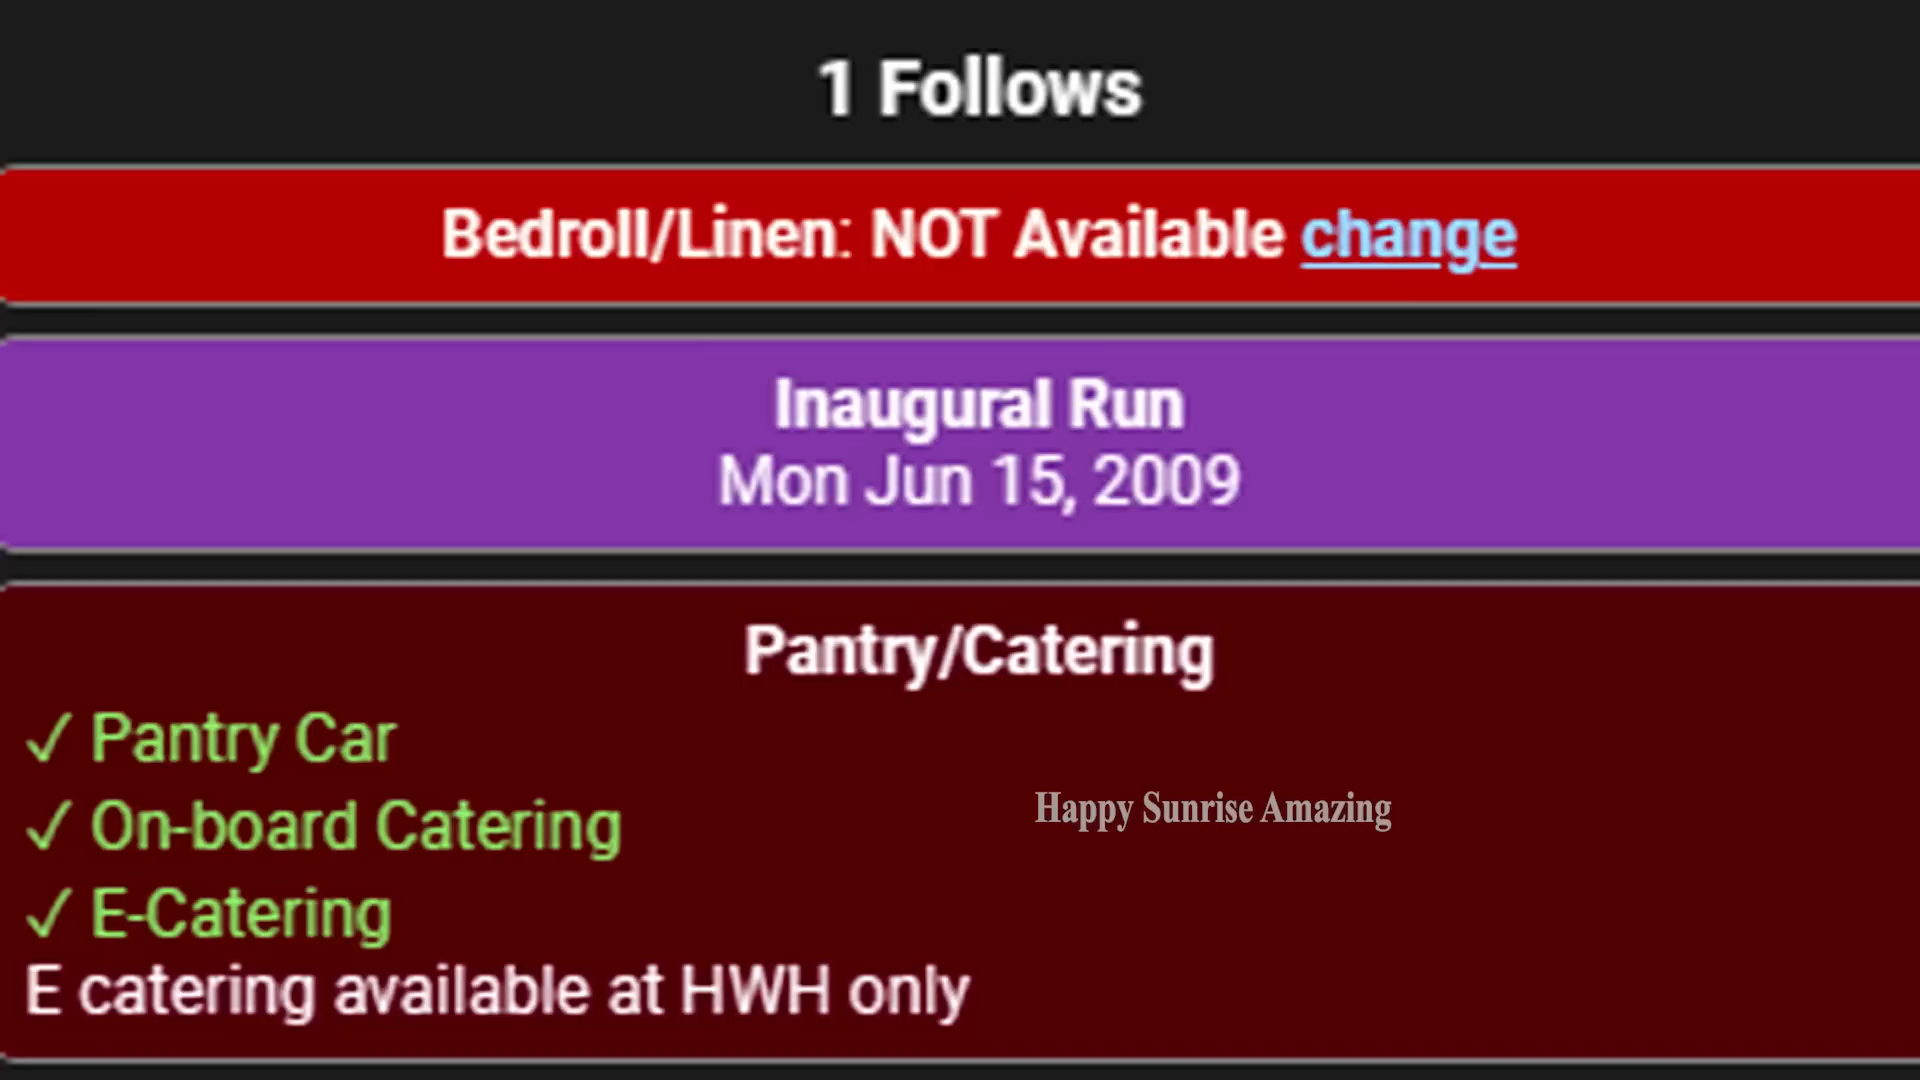 1 Follows
Bedroll/Linen: NOT Available change
Inaugural Run
Mon Jun 15, 2009
Pantry/Catering
✓ Pantry Car
✓ On-board Catering
Happy Sunrise Amazing
✓ E-Catering
E catering available at HWH only